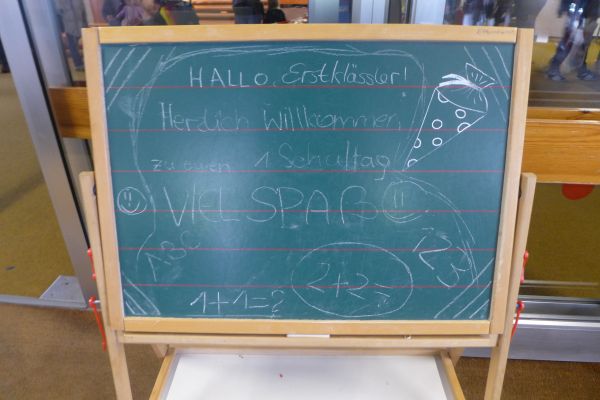 HALLO Erstklässler!
Herzlich Willkommen
zu euren 1 Schultag
VIEL SPAß
ABC
123
1+1=?
2+2=